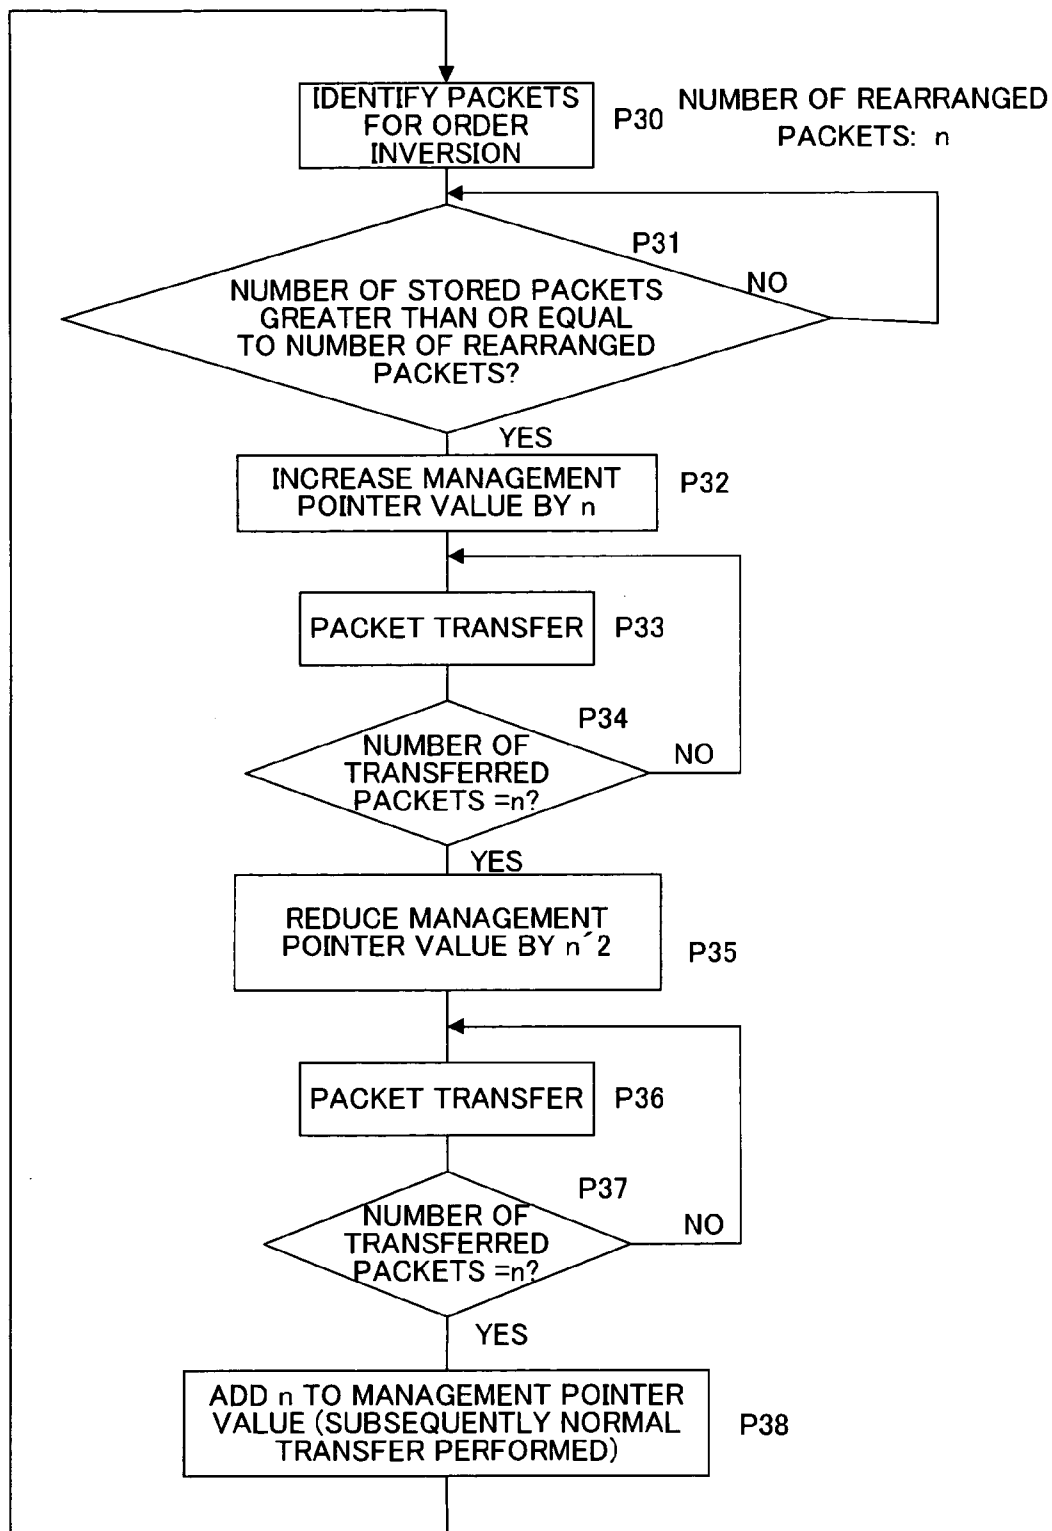 IDENTIFY PACKETS
FOR ORDER
INVERSION
P30
NUMBER OF REARRANGED
PACKETS: n
P31
NO
NUMBER OF STORED PACKETS
GREATER THAN OR EQUAL
TO NUMBER OF REARRANGED
PACKETS?
YES
INCREASE MANAGEMENT
POINTER VALUE BY n
P32
PACKET TRANSFER
P33
P34
NUMBER OF
TRANSFERRED
PACKETS =n?
NO
YES
REDUCE MANAGEMENT
POINTER VALUE BY n´2
P35
PACKET TRANSFER
P36
P37
NUMBER OF
TRANSFERRED
PACKETS =n?
NO
YES
ADD n TO MANAGEMENT POINTER
VALUE (SUBSEQUENTLY NORMAL
TRANSFER PERFORMED)
P38